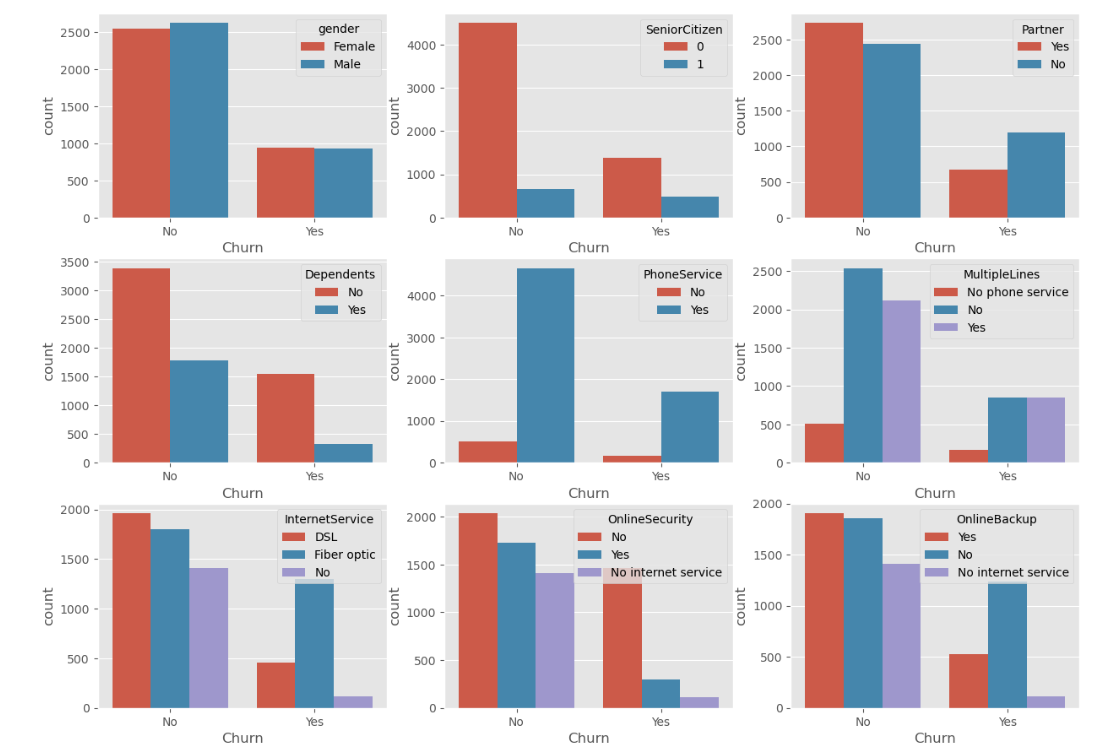 gender
Female
Male
2500
2000
1500
1000
500
0
count
No
Yes
Churn
SeniorCitizen
0
1
4000
3000
2000
1000
0
count
No
Yes
Churn
Partner
Yes
No
2500
2000
1500
1000
500
0
count
No
Yes
Churn
Dependents
No
Yes
3500
3000
2500
2000
1500
1000
500
0
count
No
Yes
Churn
PhoneService
No
Yes
4000
3000
2000
1000
0
count
No
Yes
Churn
MultipleLines
No phone service
No
Yes
2500
2000
1500
1000
500
0
count
No
Yes
Churn
InternetService
DSL
Fiber optic
No
2000
1500
1000
500
0
count
No
Yes
Churn
OnlineSecurity
No
Yes
No internet service
2000
1500
1000
500
0
count
No
Yes
Churn
OnlineBackup
Yes
No
No internet service
2000
1500
1000
500
0
count
No
Yes
Churn